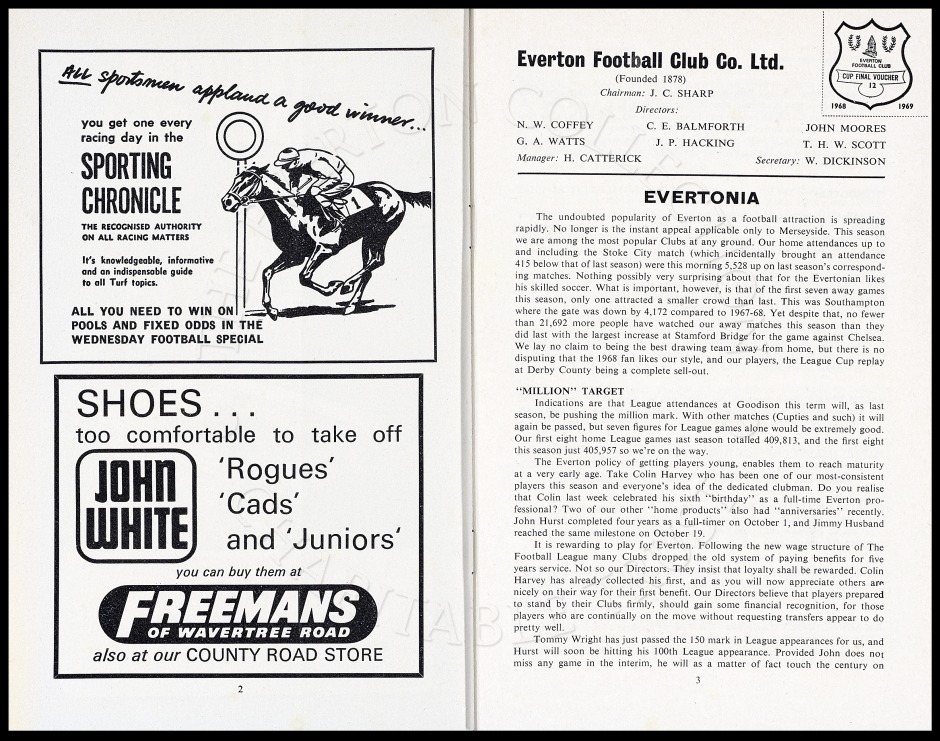 ALL sportsmen applaud a good winner...
you get one every
racing day in the
SPORTING
CHRONICLE
THE RECOGNISED AUTHORITY
ON ALL RACING MATTERS
It's knowledgeable, informative
and an indispensable guide
to all Turf topics.
1
ALL YOU NEED TO WIN ON
POOLS AND FIXED ODDS IN THE
WEDNESDAY FOOTBALL SPECIAL
SHOES . . .
too comfortable to take off
JOHN
WHITE
'Rogues'
'Cads'
and 'Juniors'
you can buy them at
FREEMANS
OF WAVERTREE ROAD
also at our COUNTY ROAD STORE
2
Everton Football Club Co. Ltd.
(Founded 1878)
Chairman: J. C. SHARP
Directors:
N. W. COFFEY C. E. BALMFORTH JOHN MOORES
G. A. WATTS J. P. HACKING T. H. W. SCOTT
Manager: H. CATTERICK Secretary: W. DICKINSON
EVERTON
FOOTBALL CLUB
CUP FINAL VOUCHER
12
1968 1969
EVERTONIA
The undoubted popularity of Everton as a football attraction is spreading
rapidly. No longer is the instant appeal applicable only to Merseyside. This season
we are among the most popular Clubs at any ground. Our home attendances up to
and including the Stoke City match (which incidentally brought an attendance
415 below that of last season) were this morning 5,528 up on last season's correspond-
ing matches. Nothing possibly very surprising about that for the Evertonian likes
his skilled soccer. What is important, however, is that of the first seven away games
this season, only one attracted a smaller crowd than last. This was Southampton
where the gate was down by 4,172 compared to 1967-68. Yet despite that, no fewer
than 21,692 more people have watched our away matches this season than they
did last with the largest increase at Stamford Bridge for the game against Chelsea.
We lay no claim to being the best drawing team away from home, but there is no
disputing that the 1968 fan likes our style, and our players, the League Cup replay
at Derby County being a complete sell-out.
"MILLION" TARGET
Indications are that League attendances at Goodison this term will, as last
season, be pushing the million mark. With other matches (Cupties and such) it will
again be passed, but seven figures for League games alone would be extremely good.
Our first eight home League games last season totalled 409,813, and the first eight
this season just 405,957 so we're on the way.
The Everton policy of getting players young, enables them to reach maturity
at a very early age. Take Colin Harvey who has been one of our most-consistent
players this season and everyone's idea of the dedicated clubman. Do you realise
that Colin last week celebrated his sixth "birthday" as a full-time Everton pro-
fessional? Two of our other "home products" also had "anniversaries" recently.
John Hurst completed four years as a full-timer on October 1, and Jimmy Husband
reached the same milestone on October 19.
It is rewarding to play for Everton. Following the new wage structure of The
Football League many Clubs dropped the old system of paying benefits for five
years service. Not so our Directors. They insist that loyalty shall be rewarded. Colin
Harvey has already collected his first, and as you will now appreciate others are
nicely on their way for their first benefit. Our Directors believe that players prepared
to stand by their Clubs firmly, should gain some financial recognition, for those
players who are continually on the move without requesting transfers appear to do
pretty well.
Tommy Wright has just passed the 150 mark in League appearances for us, and
Hurst will soon be hitting his 100th League appearance. Provided John does not
miss any game in the interim, he will as a matter of fact touch the century on
3